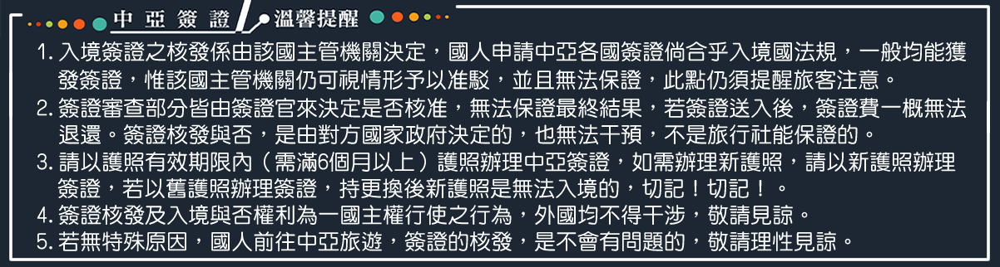 中亞簽證/溫馨提醒
1. 入境簽證之核發係由該國主管機關決定，國人申請中亞各國簽證倘合乎入境國法規，一般均能獲
發簽證，惟該國主管機關仍可視情形予以准駁，並且無法保證，此點仍須提醒旅客注意。
2. 簽證審查部分皆由簽證官來決定是否核准，無法保證最終結果，若簽證送入後，簽證費一概無法
退還。簽證核發與否，是由對方國家政府決定的，也無法干預，不是旅行社能保證的。
3. 請以護照有效期限內（需滿6個月以上）護照辦理中亞簽證，如需辦理新護照，請以新護照辦理
簽證，若以舊護照辦理簽證，持更換後新護照是無法入境的，切記！切記！。
4. 簽證核發及入境與否權利為一國主權行使之行為，外國均不得干涉，敬請見諒。
5. 若無特殊原因，國人前往中亞旅遊，簽證的核發，是不會有問題的，敬請理性見諒。